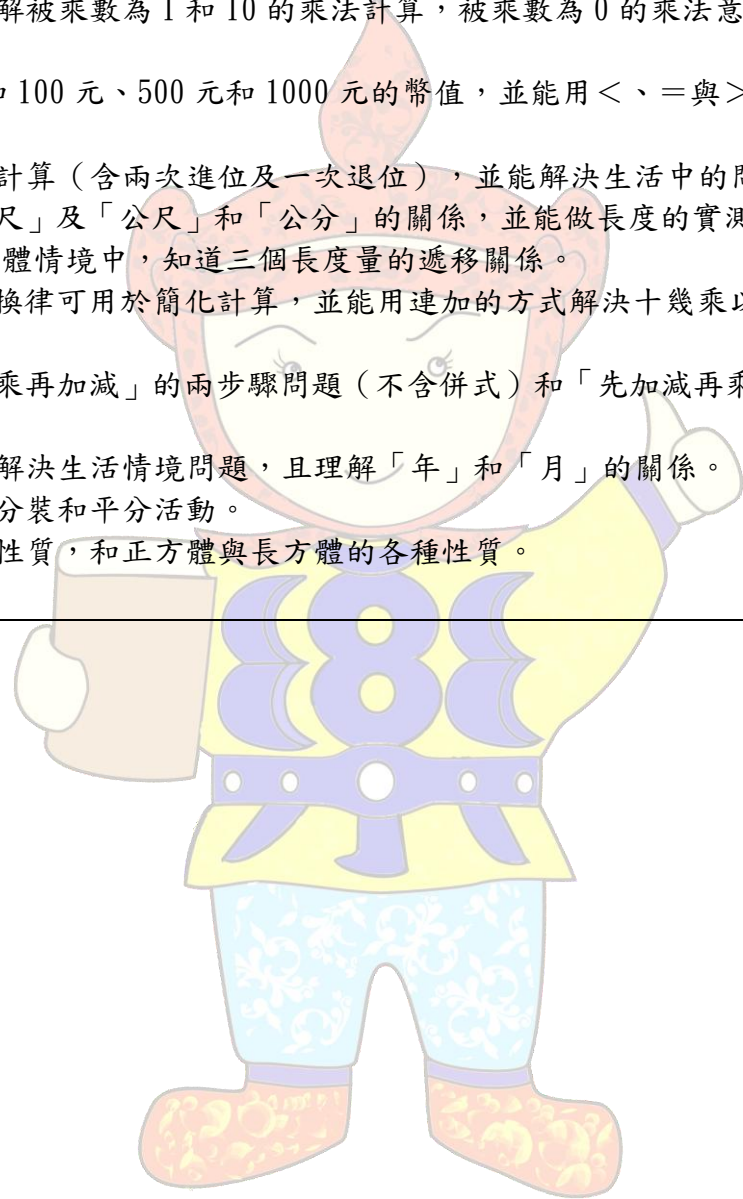 解被乘數為 1 和 10 的乘法計算，被乘數為 0 的乘法意
和 100 元、500 元和 1000 元的幣值，並能用＜、＝與＞
計算（含兩次進位及一次退位），並能解決生活中的問
尺」及「公尺」和「公分」的關係，並能做長度的實測
體情境中，知道三個長度量的遞移關係。
換律可用於簡化計算，並能用連加的方式解決十幾乘以
乘再加減」的兩步驟問題（不含併式）和「先加減再乘
解決生活情境問題，且理解「年」和「月」的關係。
分裝和平分活動。
性質，和正方體與長方體的各種性質。